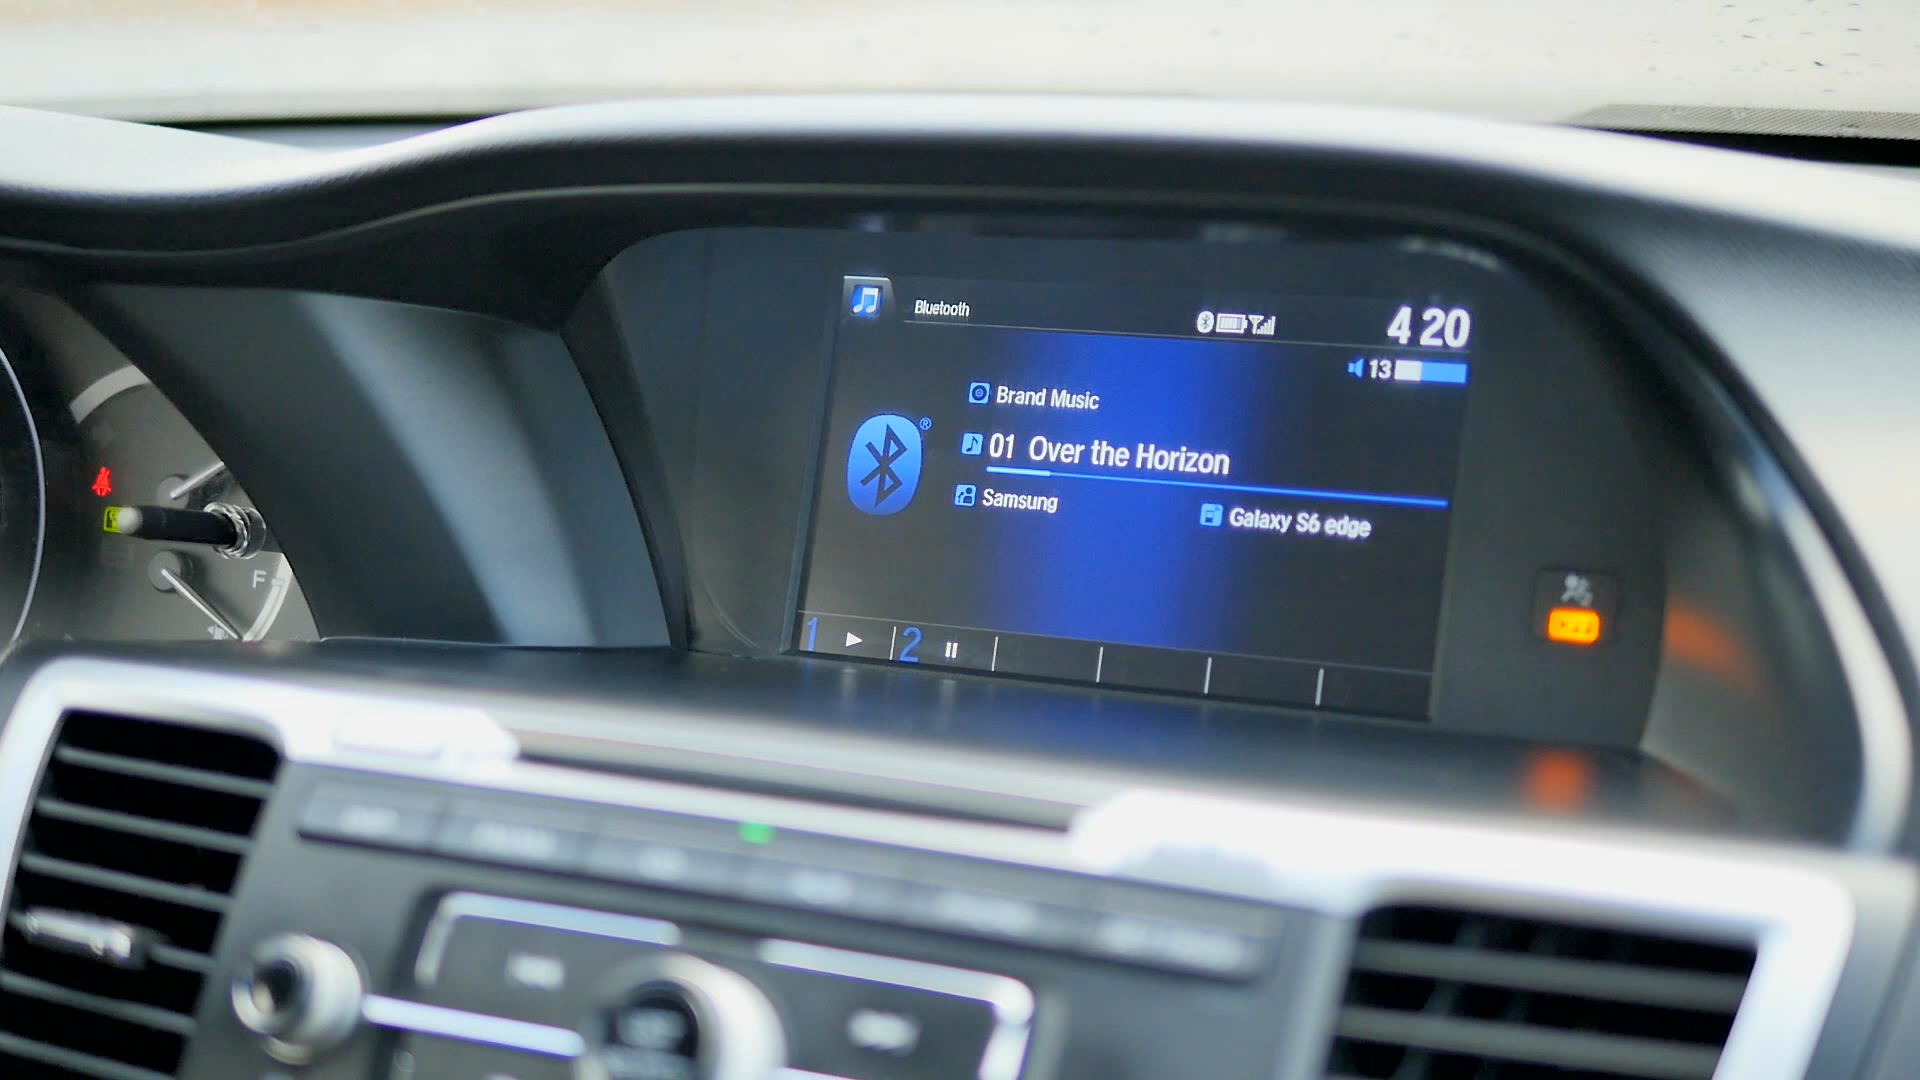 Bluetooth
4 20
13
Brand Music
®
01 Over the Horizon
Samsung
Galaxy S6 edge
F
1
2